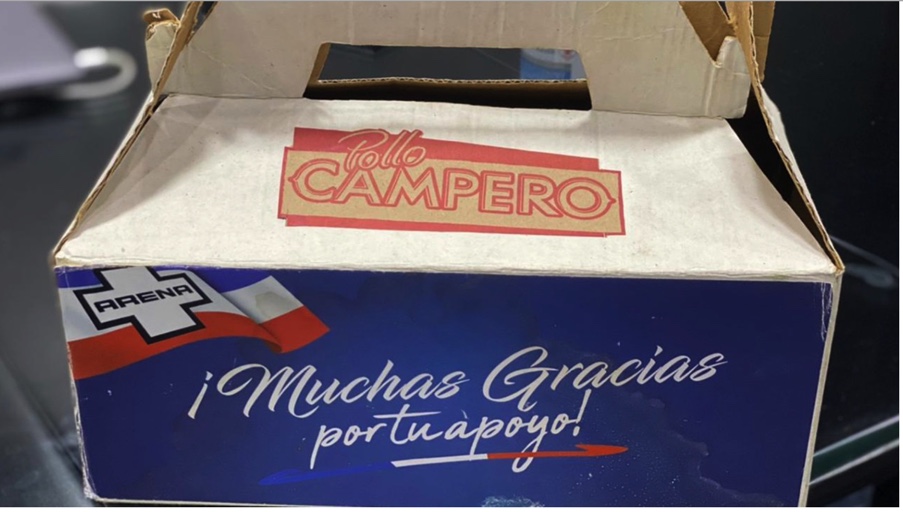 Pollo
CAMPERO
ARENA
¡Muchas Gracias
por tu apoyo!